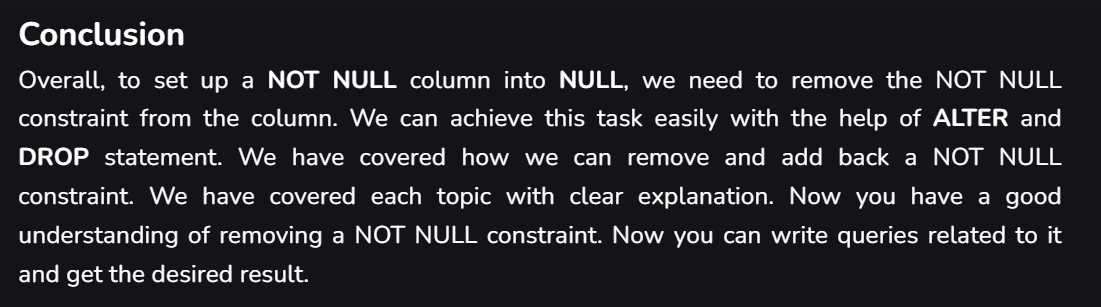 Conclusion
Overall, to set up a NOT NULL column into NULL, we need to remove the NOT NULL
constraint from the column. We can achieve this task easily with the help of ALTER and
DROP statement. We have covered how we can remove and add back a NOT NULL
constraint. We have covered each topic with clear explanation. Now you have a good
understanding of removing a NOT NULL constraint. Now you can write queries related to it
and get the desired result.